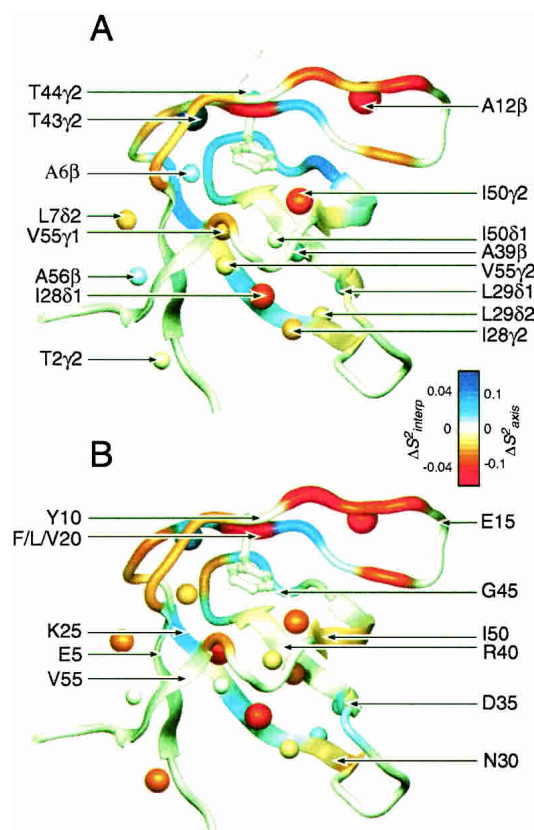 A
T44γ2
T43γ2
A6β
L7δ2
V55γ1
A56β
I28δ1
T2γ2
A12β
I50γ2
I50δ1
A39β
V55γ2
L29δ1
L29δ2
I28γ2
0.04 0.1
0 0
-0.04 -0.1
ΔS²interp
ΔS²axis
B
Y10
F/L/V20
K25
E5
V55
E15
G45
I50
R40
D35
N30